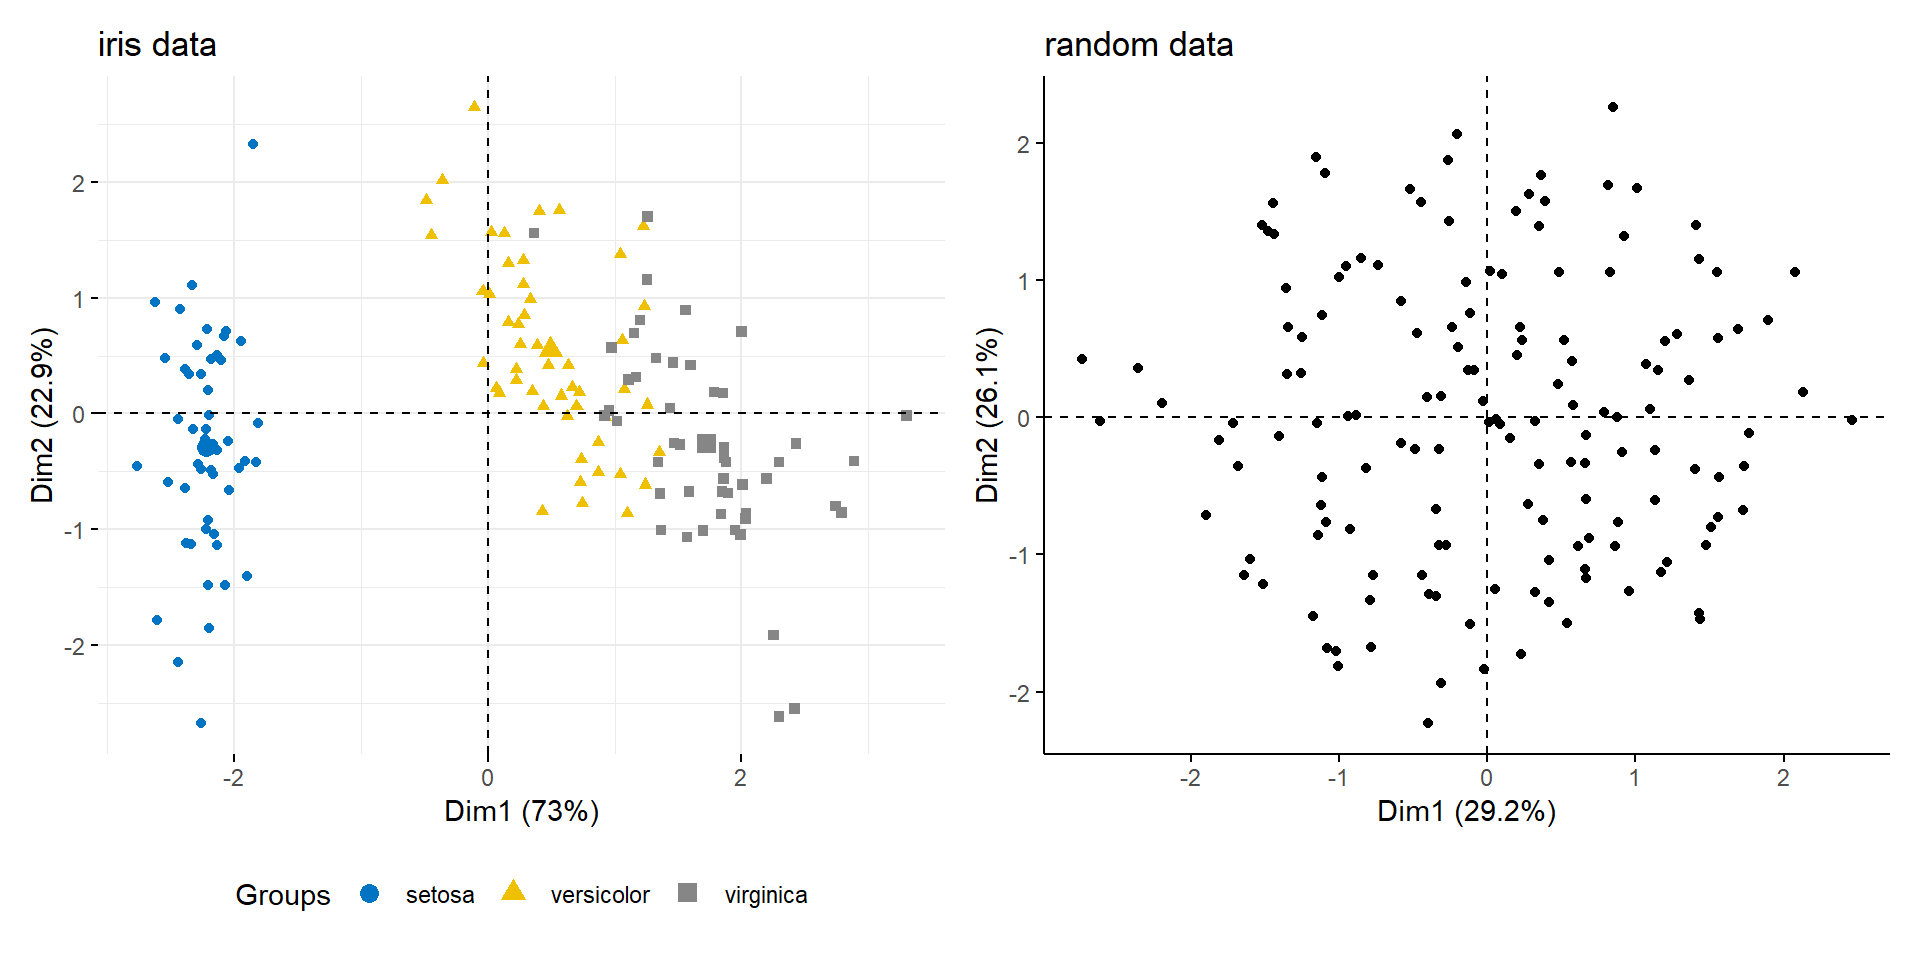 iris data
Dim2 (22.9%)
2
1
0
-1
-2
-2
0
2
Dim1 (73%)
Groups
setosa
versicolor
virginica
random data
Dim2 (26.1%)
2
1
0
-1
-2
-2
-1
0
1
2
Dim1 (29.2%)